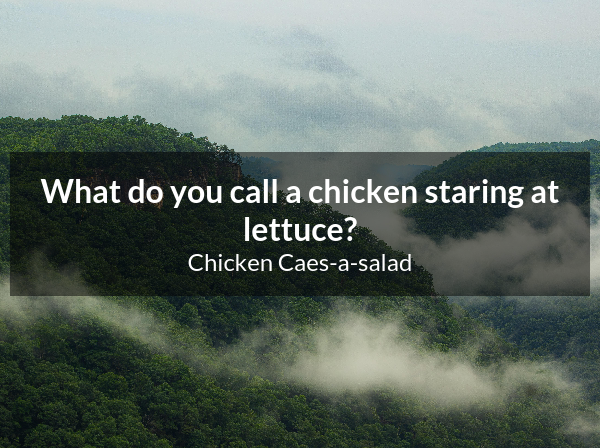 What do you call a chicken staring at
lettuce?
Chicken Caes-a-salad